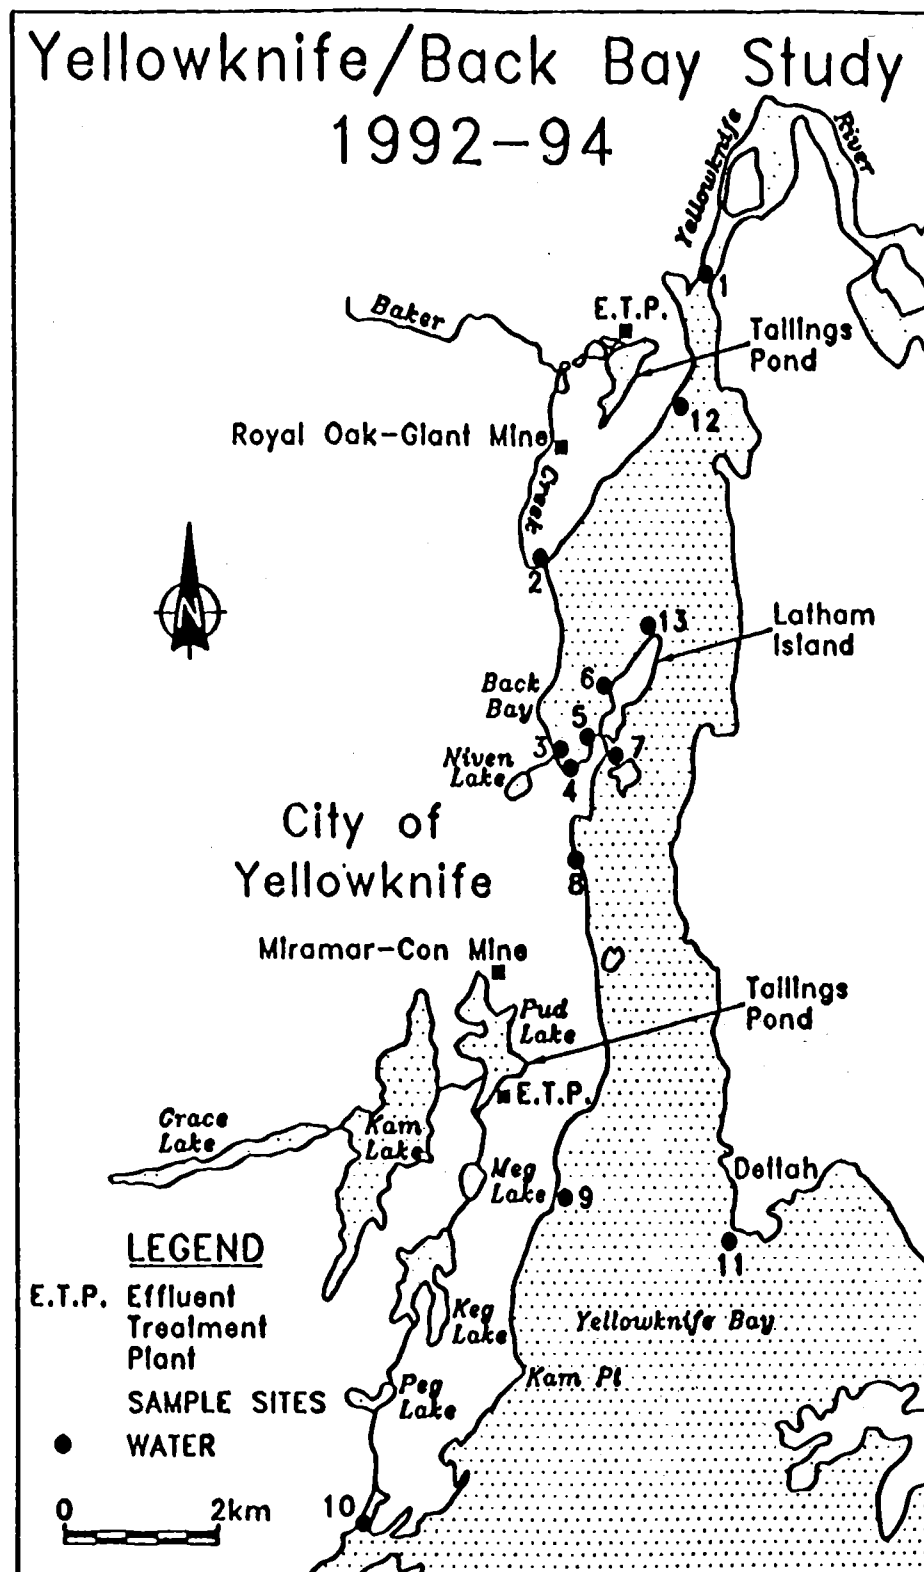 Yellowknife/Back Bay Study
1992-94
Yellowknife
River
1
Baker
E.T.P.
Tailings
Pond
12
Royal Oak-Giant Mine
Creek
2
N
13
Latham
Island
6
Back
Bay
5
3
7
Niven
Lake
4
City of
Yellowknife
8
Miramar-Con Mine
Pud
Lake
Tailings
Pond
E.T.P.
Grace
Lake
Kam
Lake
Meg
Lake
Dettah
9
11
LEGEND
E.T.P. Effluent
Treatment
Plant
Keg
Lake
Yellowknife Bay
Kam Pt
Peg
Lake
SAMPLE SITES
WATER
0 2km
10